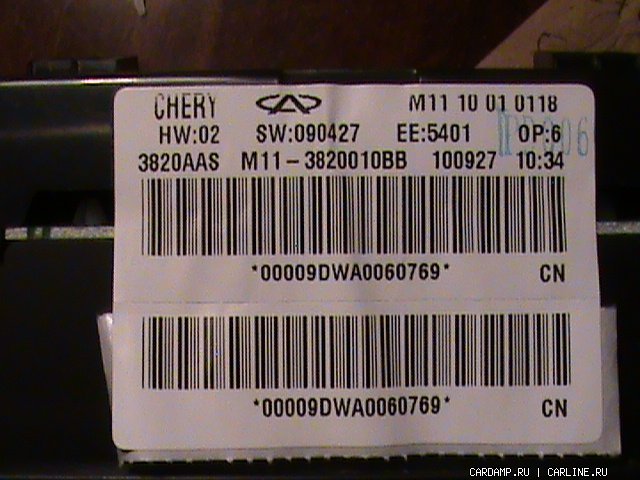 CHERY M11 10 01 0118
HW:02 SW:090427 EE:5401 OP:6
3820AAS M11-3820010BB 100927 10:34
*00009DWA0060769* CN
*00009DWA0060769* CN
CARDAMP.RU | CARLINE.RU